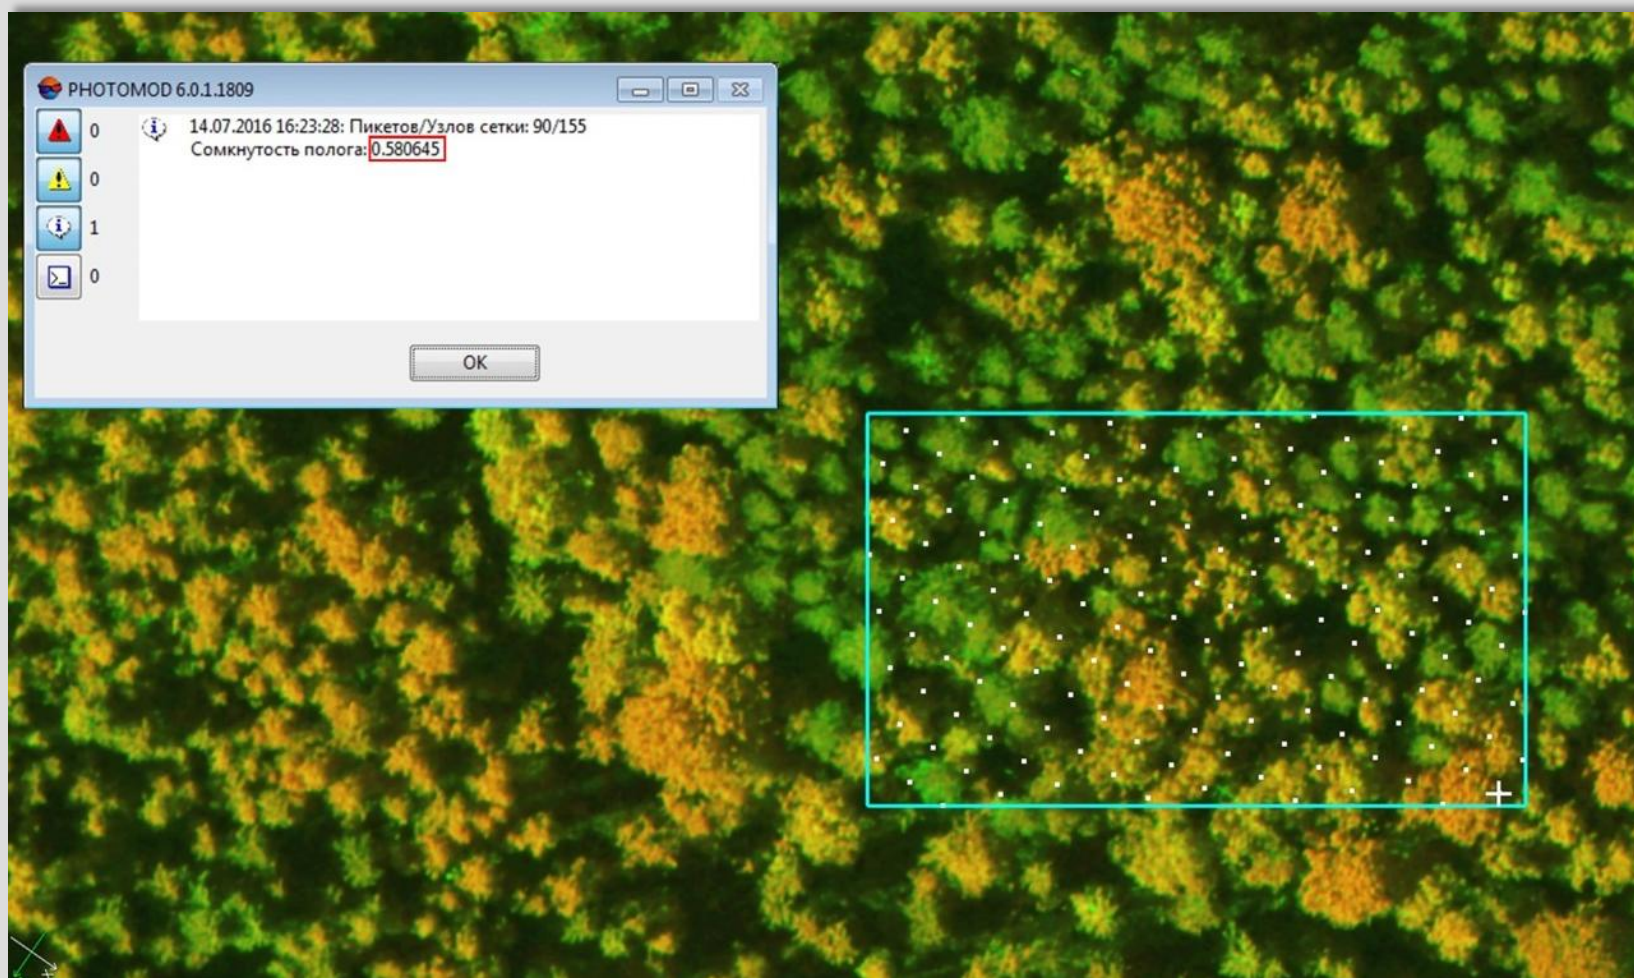 PHOTOMOD 6.0.1.1809
0
14.07.2016 16:23:28: Пикетов/Узлов сетки: 90/155
Сомкнутость полога: 0.580645
0
1
0
OK